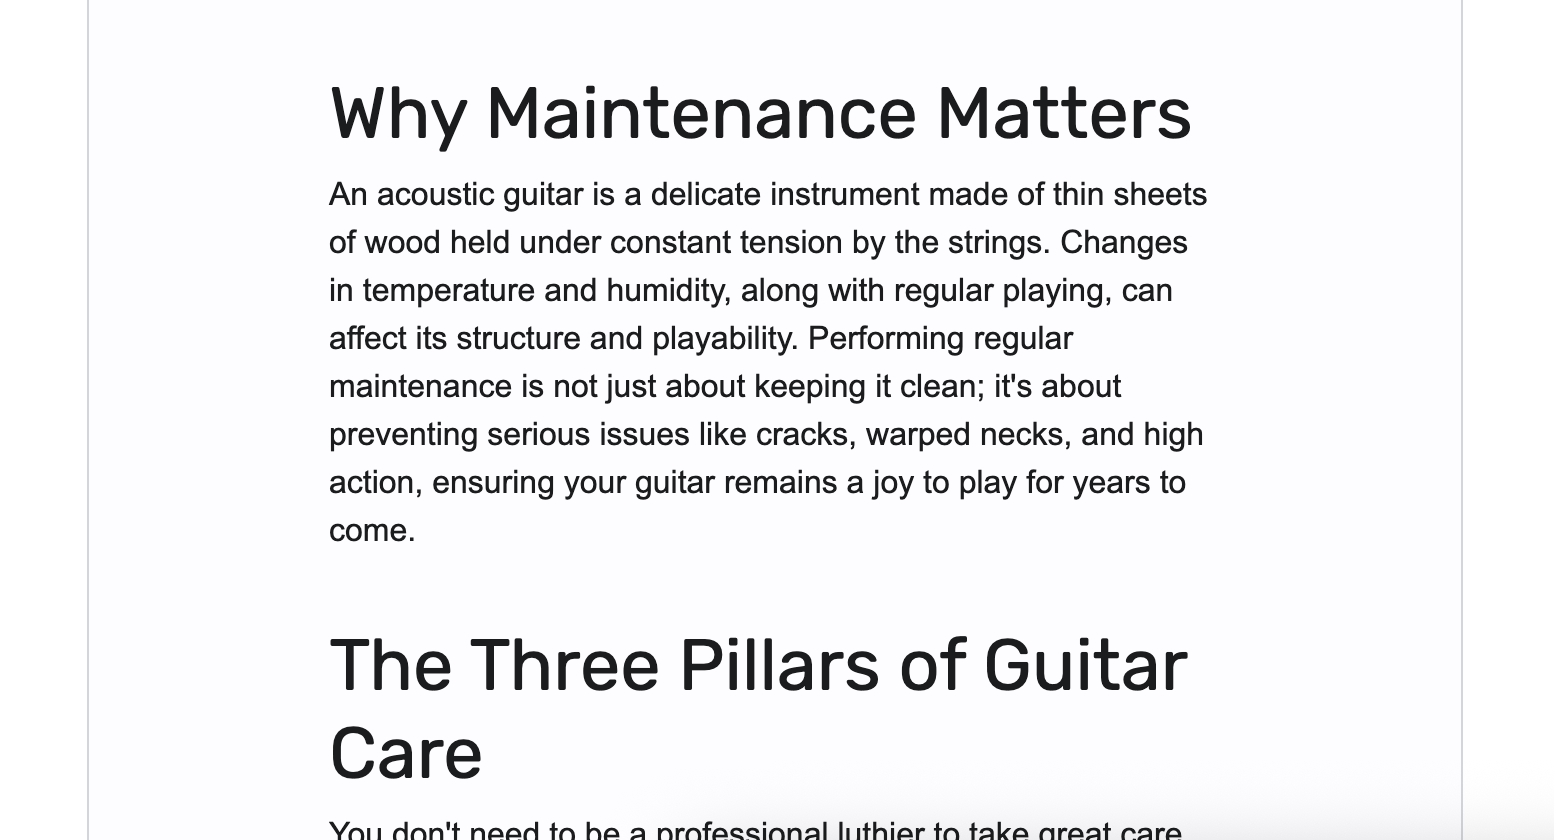 Why Maintenance Matters
An acoustic guitar is a delicate instrument made of thin sheets
of wood held under constant tension by the strings. Changes
in temperature and humidity, along with regular playing, can
affect its structure and playability. Performing regular
maintenance is not just about keeping it clean; it's about
preventing serious issues like cracks, warped necks, and high
action, ensuring your guitar remains a joy to play for years to
come.
The Three Pillars of Guitar
Care
You don't need to be a professional luthier to take great care